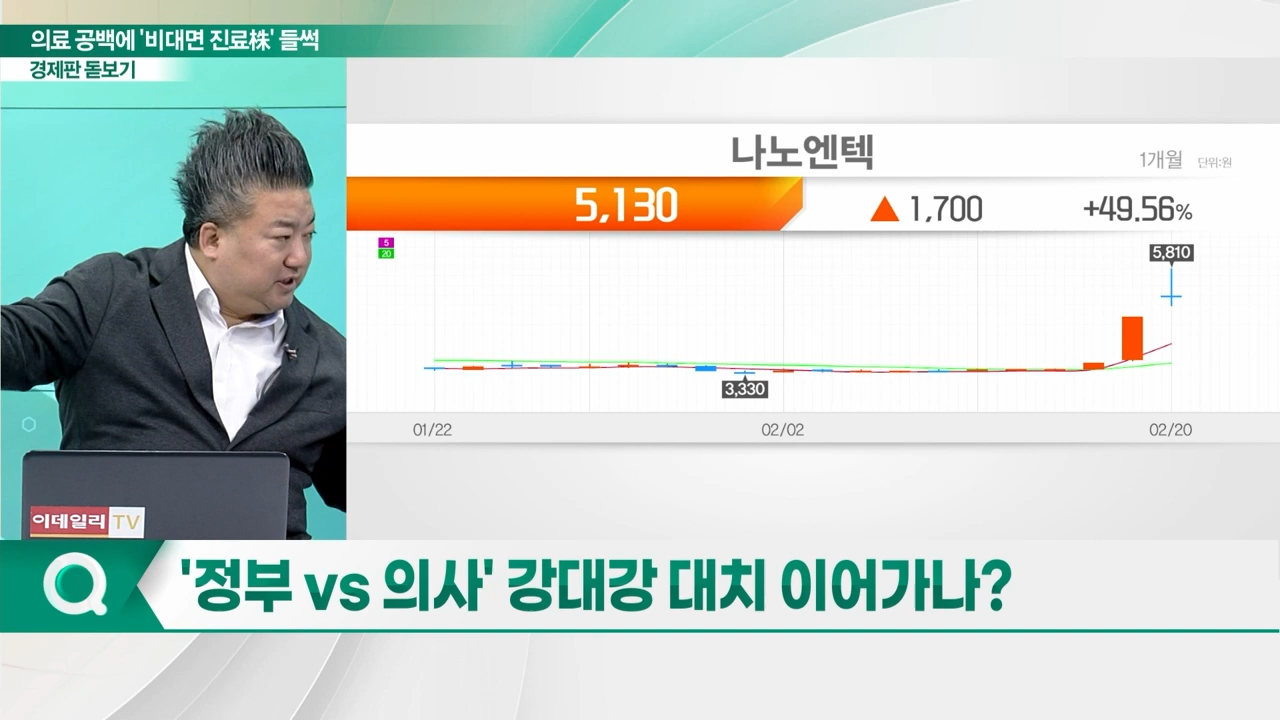 의료 공백에 '비대면 진료株' 들썩
경제판 돋보기
나노엔텍
1개월 단위:원
5,130 ▲ 1,700 +49.56%
5
20
5,810
3,330
01/22 02/02 02/20
이데일리 TV
'정부 vs 의사' 강대강 대치 이어가나?